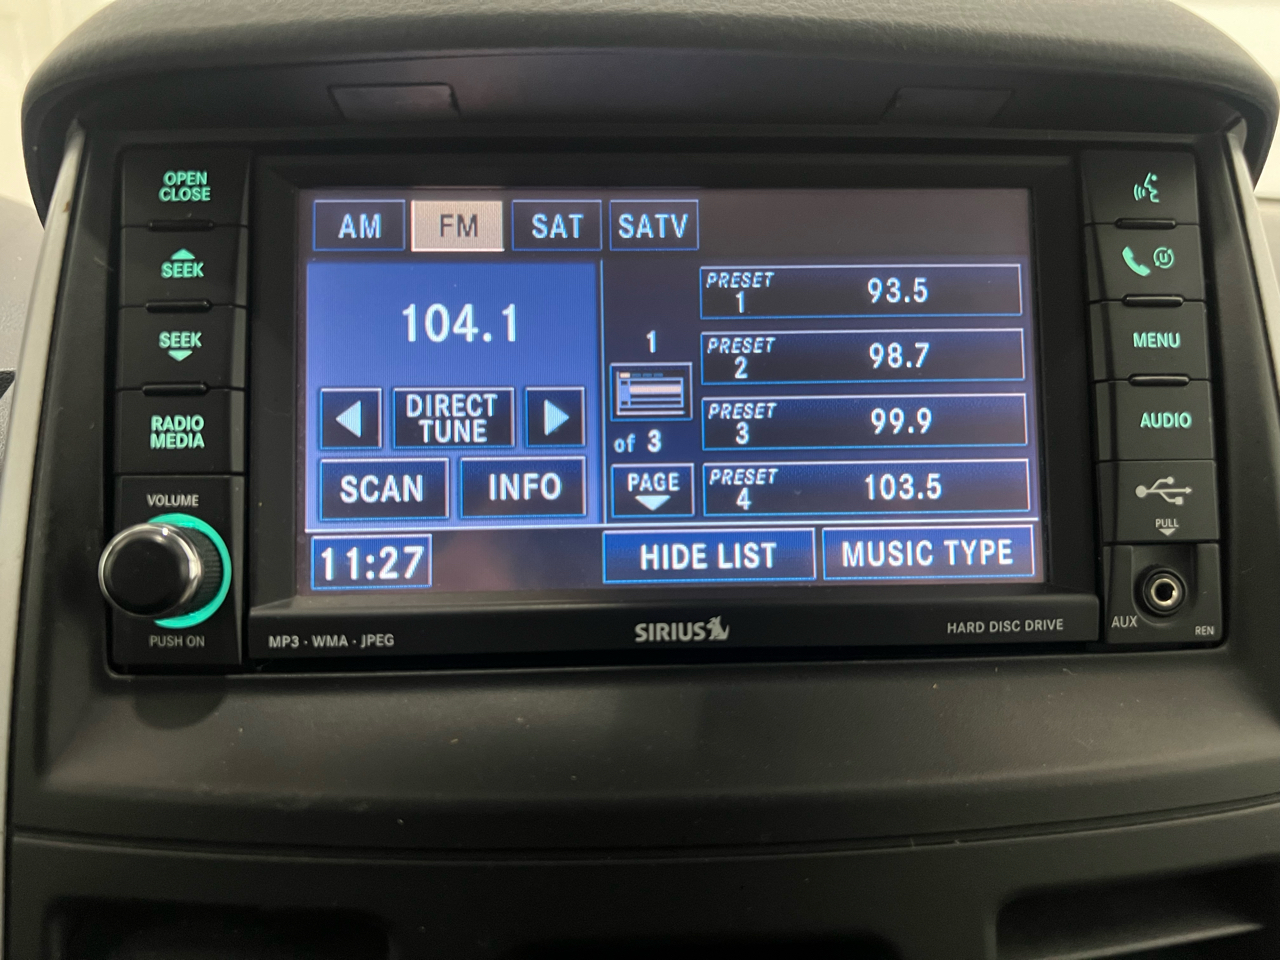 OPEN
CLOSE
SEEK
SEEK
RADIO
MEDIA
VOLUME
PUSH ON
AM
FM
SAT
SATV
104.1
DIRECT
TUNE
SCAN
INFO
11:27
1
of 3
PAGE
PRESET
1
93.5
PRESET
2
98.7
PRESET
3
99.9
PRESET
4
103.5
HIDE LIST
MUSIC TYPE
MP3 · WMA · JPEG
SIRIUS
HARD DISC DRIVE
U
MENU
AUDIO
PULL
AUX
REN